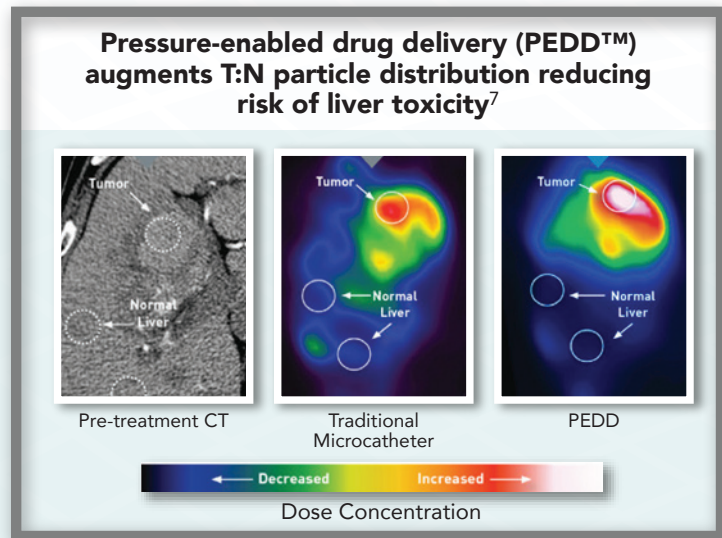 Pressure-enabled drug delivery (PEDD™)
augments T:N particle distribution reducing
risk of liver toxicity⁷
Tumor
Normal
Liver
Tumor
Normal
Liver
Tumor
Normal
Liver
Pre-treatment CT
Traditional
Microcatheter
PEDD
Decreased
Increased
Dose Concentration